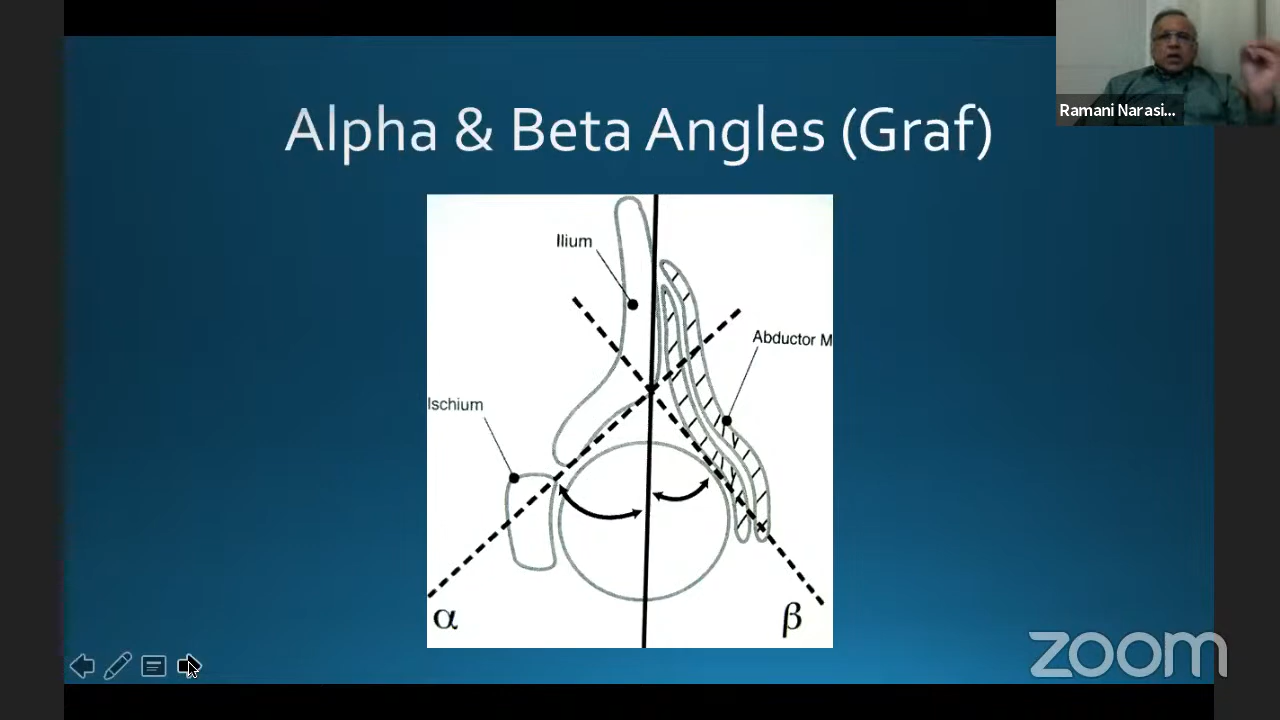 Ramani Narasi...
Alpha & Beta Angles (Graf)
Ilium
Abductor M
Ischium
α
β
zoom